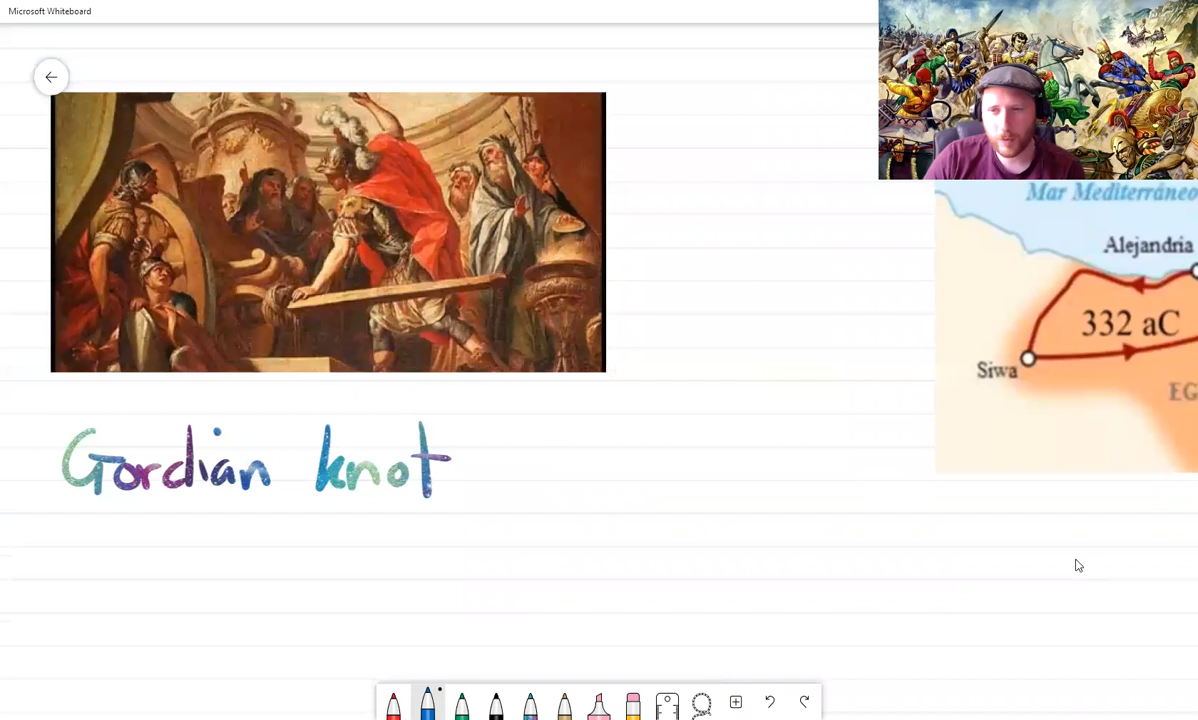 Microsoft Whiteboard
Mar Mediterráneo
Alejandria
332 aC
Siwa
EG
Gordian knot